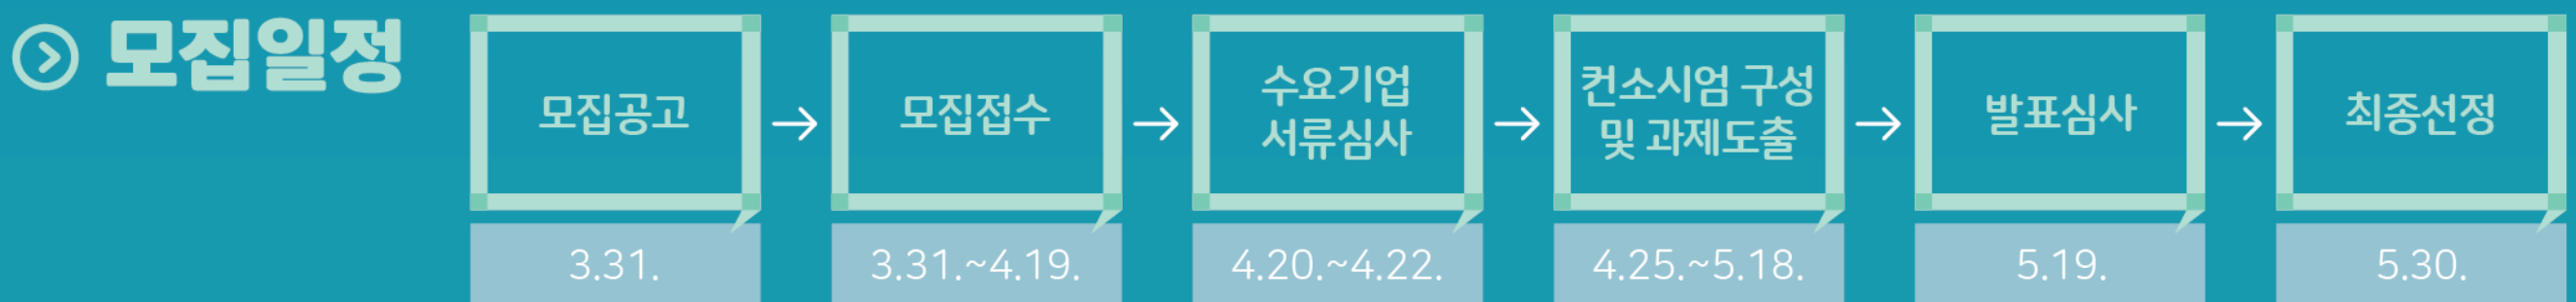 모집일정
모집공고
3.31.
모집접수
3.31.~4.19.
수요기업
서류심사
4.20.~4.22.
컨소시엄 구성
및 과제도출
4.25.~5.18.
발표심사
5.19.
최종선정
5.30.